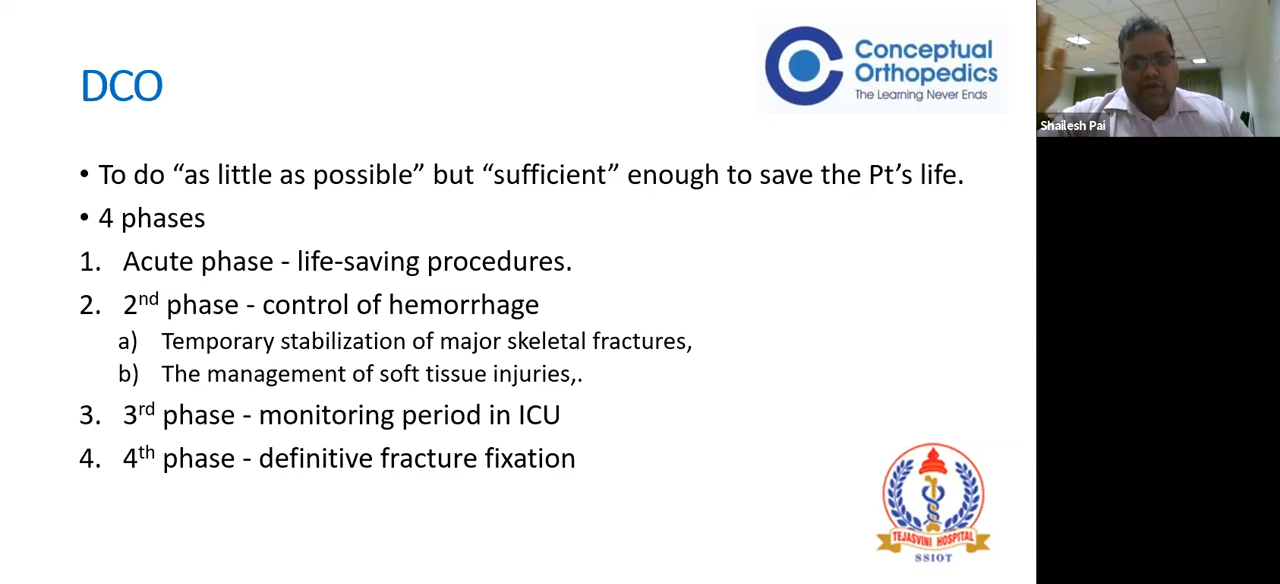 DCO
Conceptual
Orthopedics
The Learning Never Ends
Shailesh Pai
• To do “as little as possible” but “sufficient” enough to save the Pt’s life.
• 4 phases
1. Acute phase - life-saving procedures.
2. 2nd phase - control of hemorrhage
a) Temporary stabilization of major skeletal fractures,
b) The management of soft tissue injuries,.
3. 3rd phase - monitoring period in ICU
4. 4th phase - definitive fracture fixation
TEJASVINI HOSPITAL
SSIOT